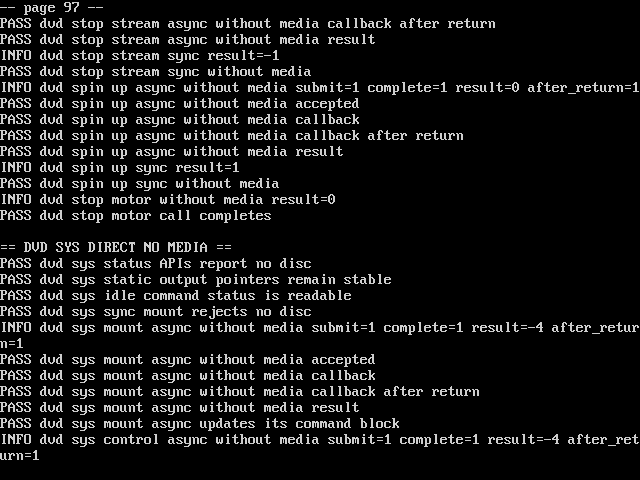 -- page 97 --
PASS dvd stop stream async without media callback after return
PASS dvd stop stream async without media result
INFO dvd stop stream sync result=-1
PASS dvd stop stream sync without media
INFO dvd spin up async without media submit=1 complete=1 result=0 after_return=1
PASS dvd spin up async without media accepted
PASS dvd spin up async without media callback
PASS dvd spin up async without media callback after return
PASS dvd spin up async without media result
INFO dvd spin up sync result=1
PASS dvd spin up sync without media
INFO dvd stop motor without media result=0
PASS dvd stop motor call completes

== DVD SYS DIRECT NO MEDIA ==
PASS dvd sys status APIs report no disc
PASS dvd sys static output pointers remain stable
PASS dvd sys idle command status is readable
PASS dvd sys sync mount rejects no disc
INFO dvd sys mount async without media submit=1 complete=1 result=-4 after_retur
n=1
PASS dvd sys mount async without media accepted
PASS dvd sys mount async without media callback
PASS dvd sys mount async without media callback after return
PASS dvd sys mount async without media result
PASS dvd sys mount async updates its command block
INFO dvd sys control async without media submit=1 complete=1 result=-4 after_ret
urn=1